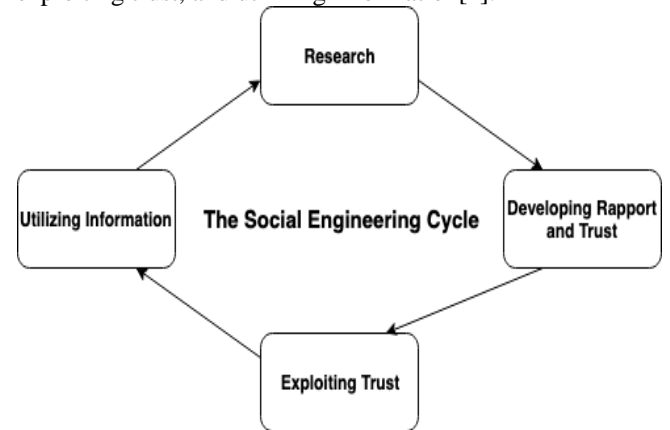 Research
Utilizing Information
The Social Engineering Cycle
Developing Rapport
and Trust
Exploiting Trust